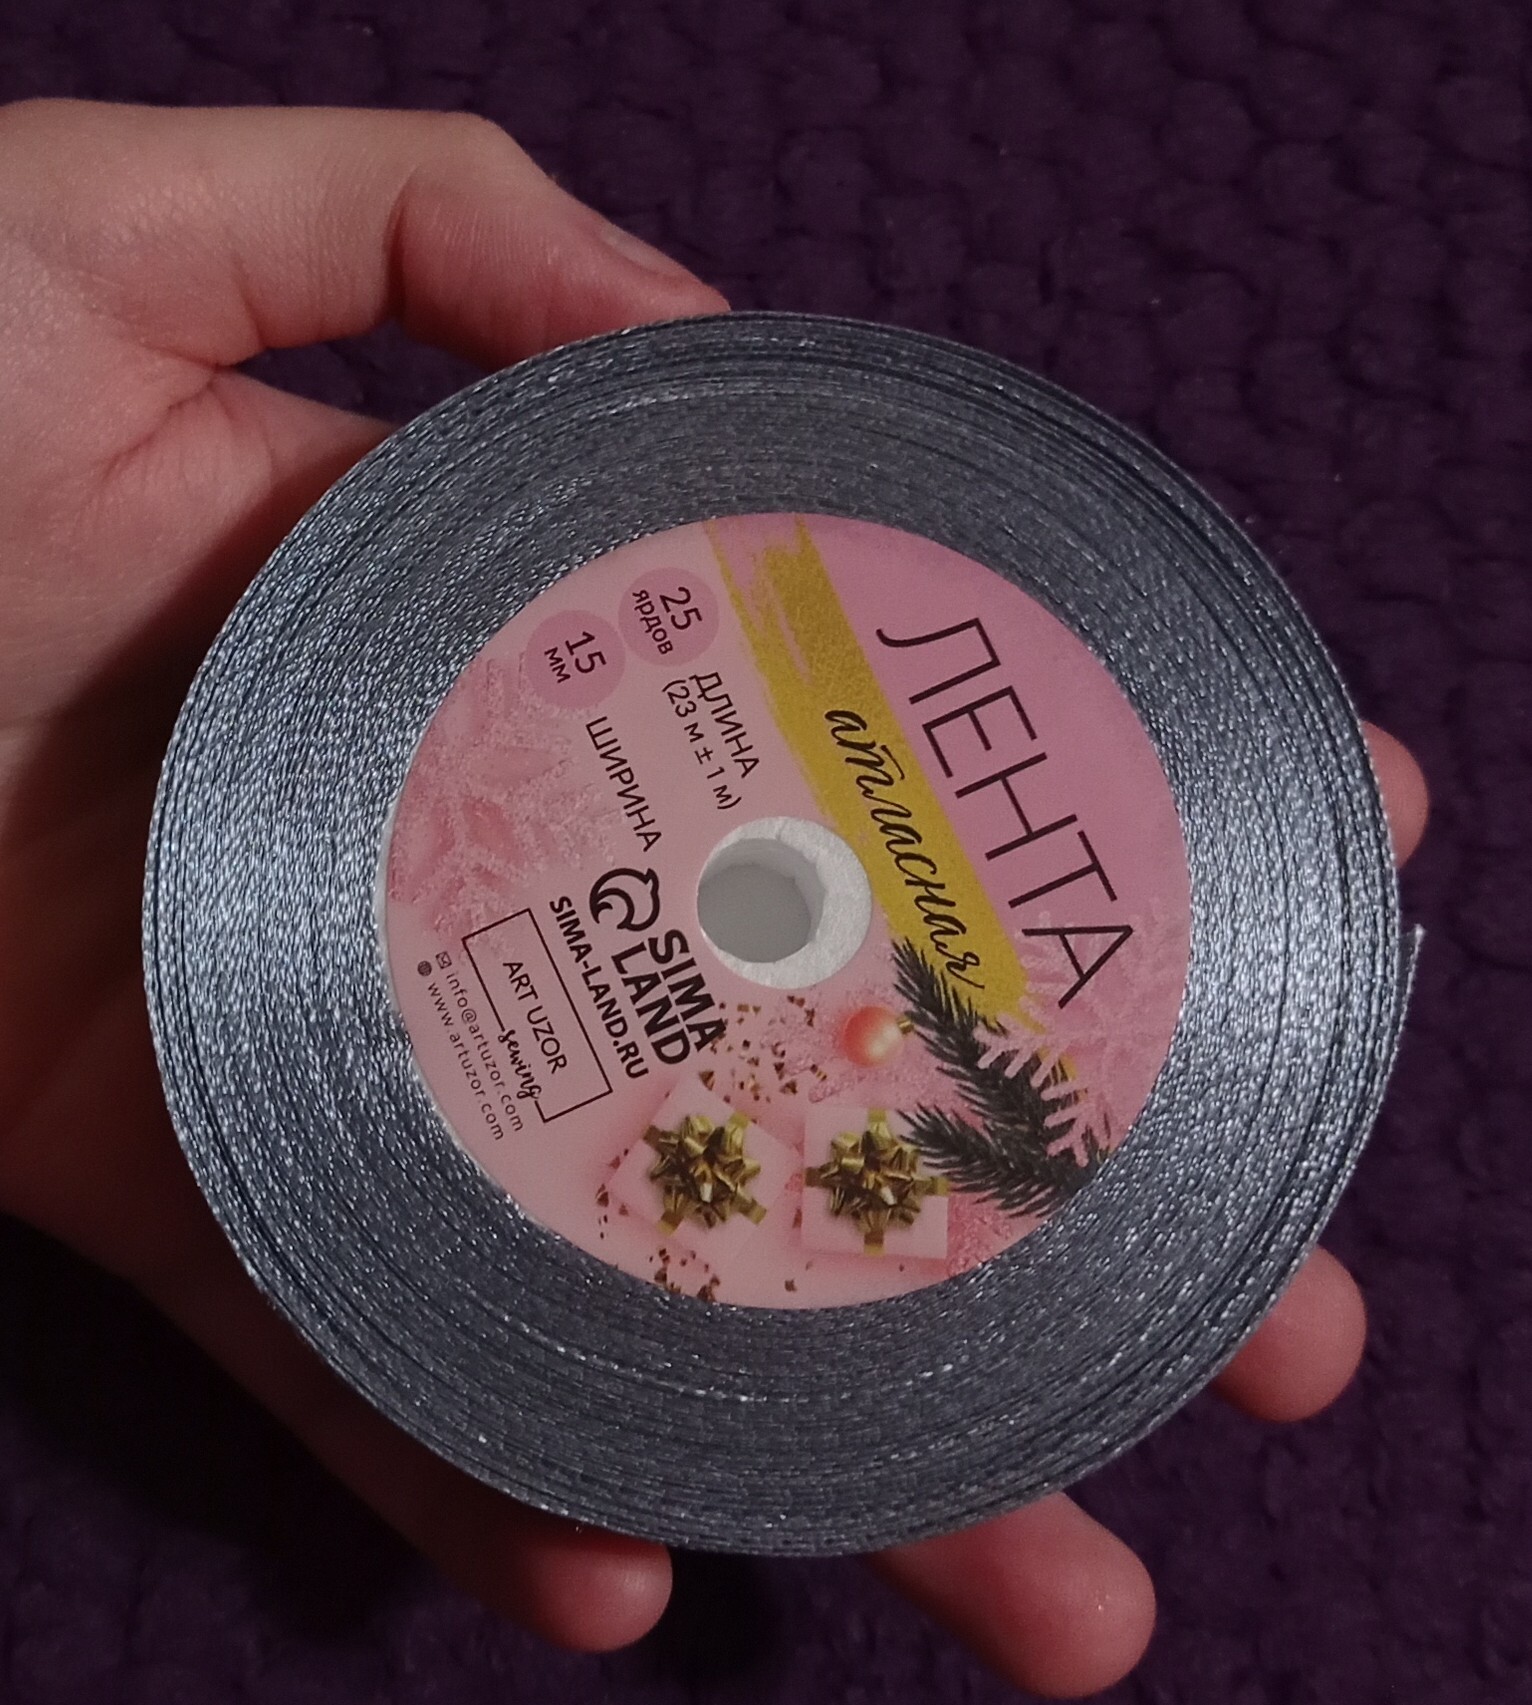 ЛЕНТА
атласная
25
ярдов
ДЛИНА
(23 м ± 1 м)
15
мм
ШИРИНА
SIMA
LAND
SIMA-LAND.RU
ART UZOR
sewing
info@artuzor.com
www.artuzor.com